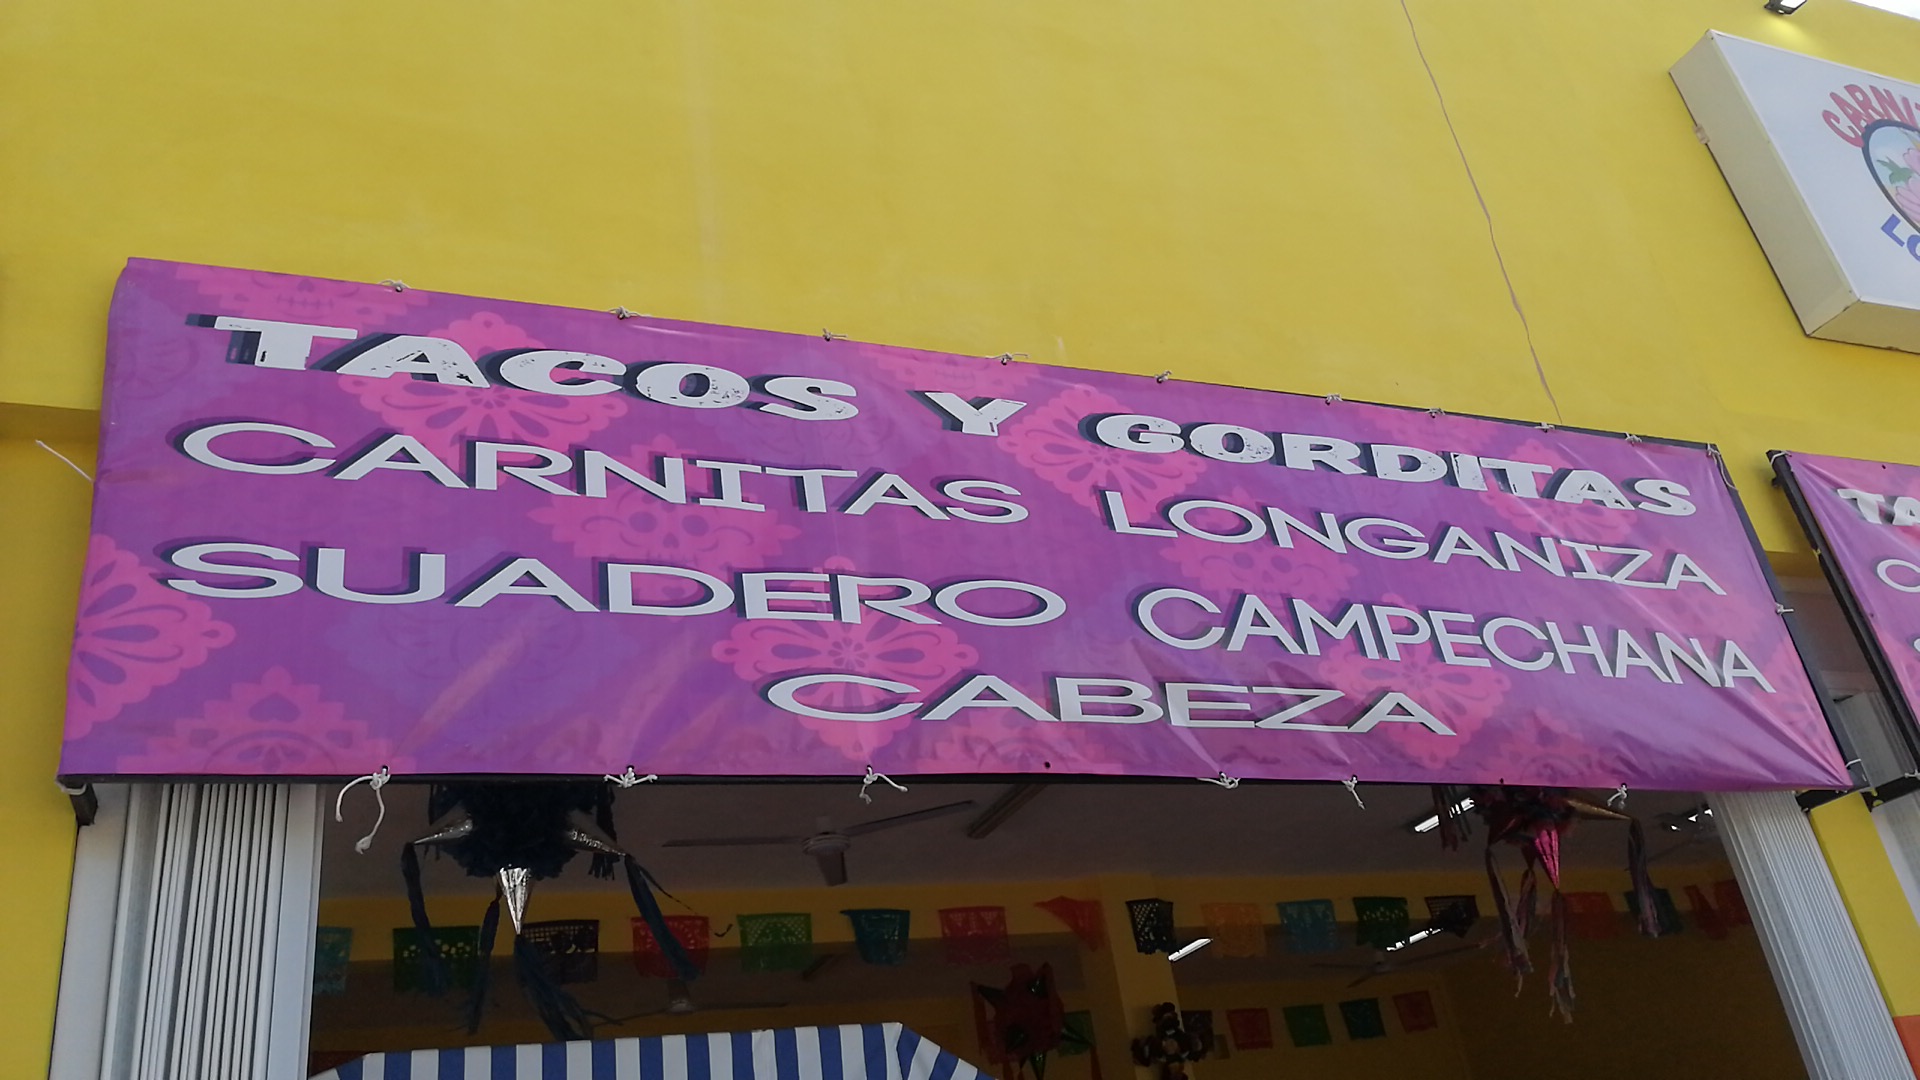 TACOS Y GORDITAS
CARNITAS LONGANIZA
SUADERO CAMPECHANA
CABEZA